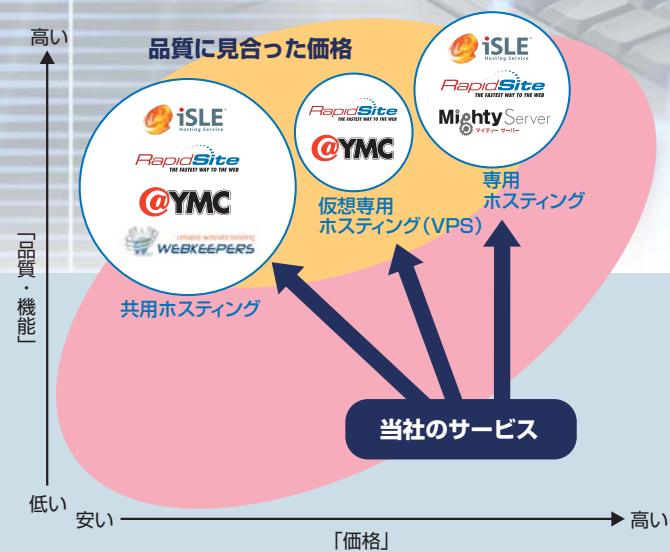 高い
品質に見合った価格
iSLE
Hosting Service
RapidSite
THE FASTEST WAY TO THE WEB
@YMC
reliable website hosting
WEBKEEPERS
共用ホスティング
RapidSite
THE FASTEST WAY TO THE WEB
@YMC
仮想専用
ホスティング(VPS)
iSLE
Hosting Service
RapidSite
THE FASTEST WAY TO THE WEB
Mighty Server
マイティー サーバー
専用
ホスティング
「品質・機能」
当社のサービス
低い
安い
高い
「価格」